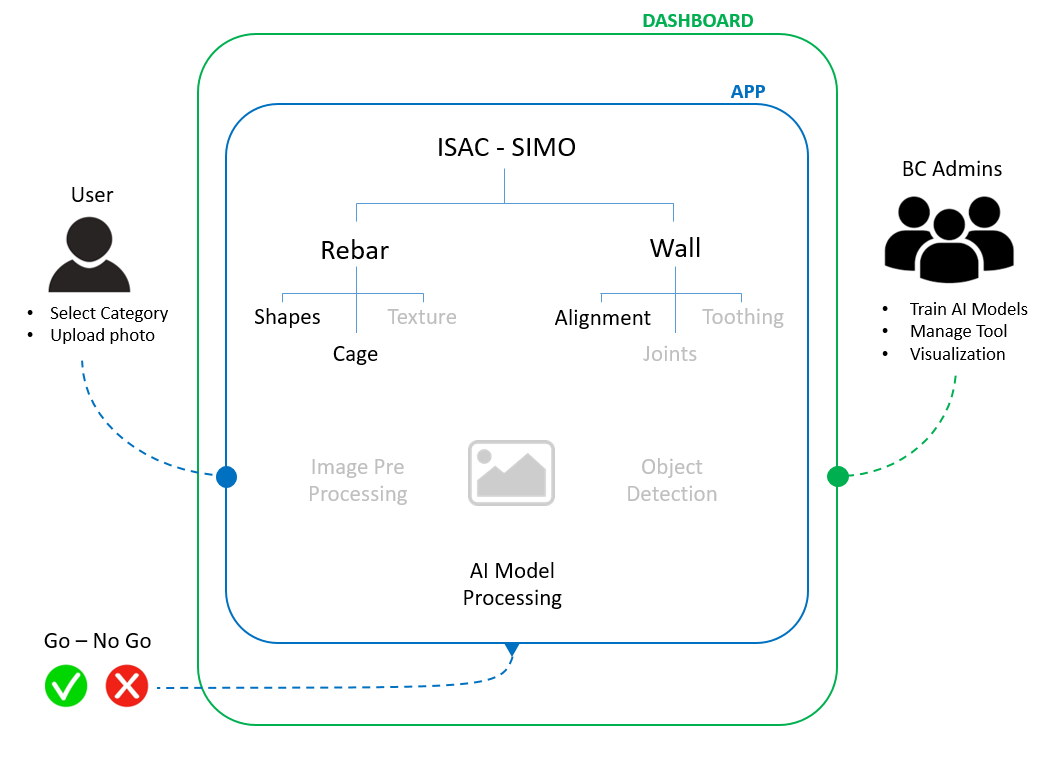 DASHBOARD
APP
ISAC - SIMO
Rebar
Wall
Shapes
Texture
Cage
Alignment
Toothing
Joints
User
• Select Category
• Upload photo
BC Admins
• Train AI Models
• Manage Tool
• Visualization
Image Pre
Processing
Object
Detection
AI Model
Processing
Go – No Go